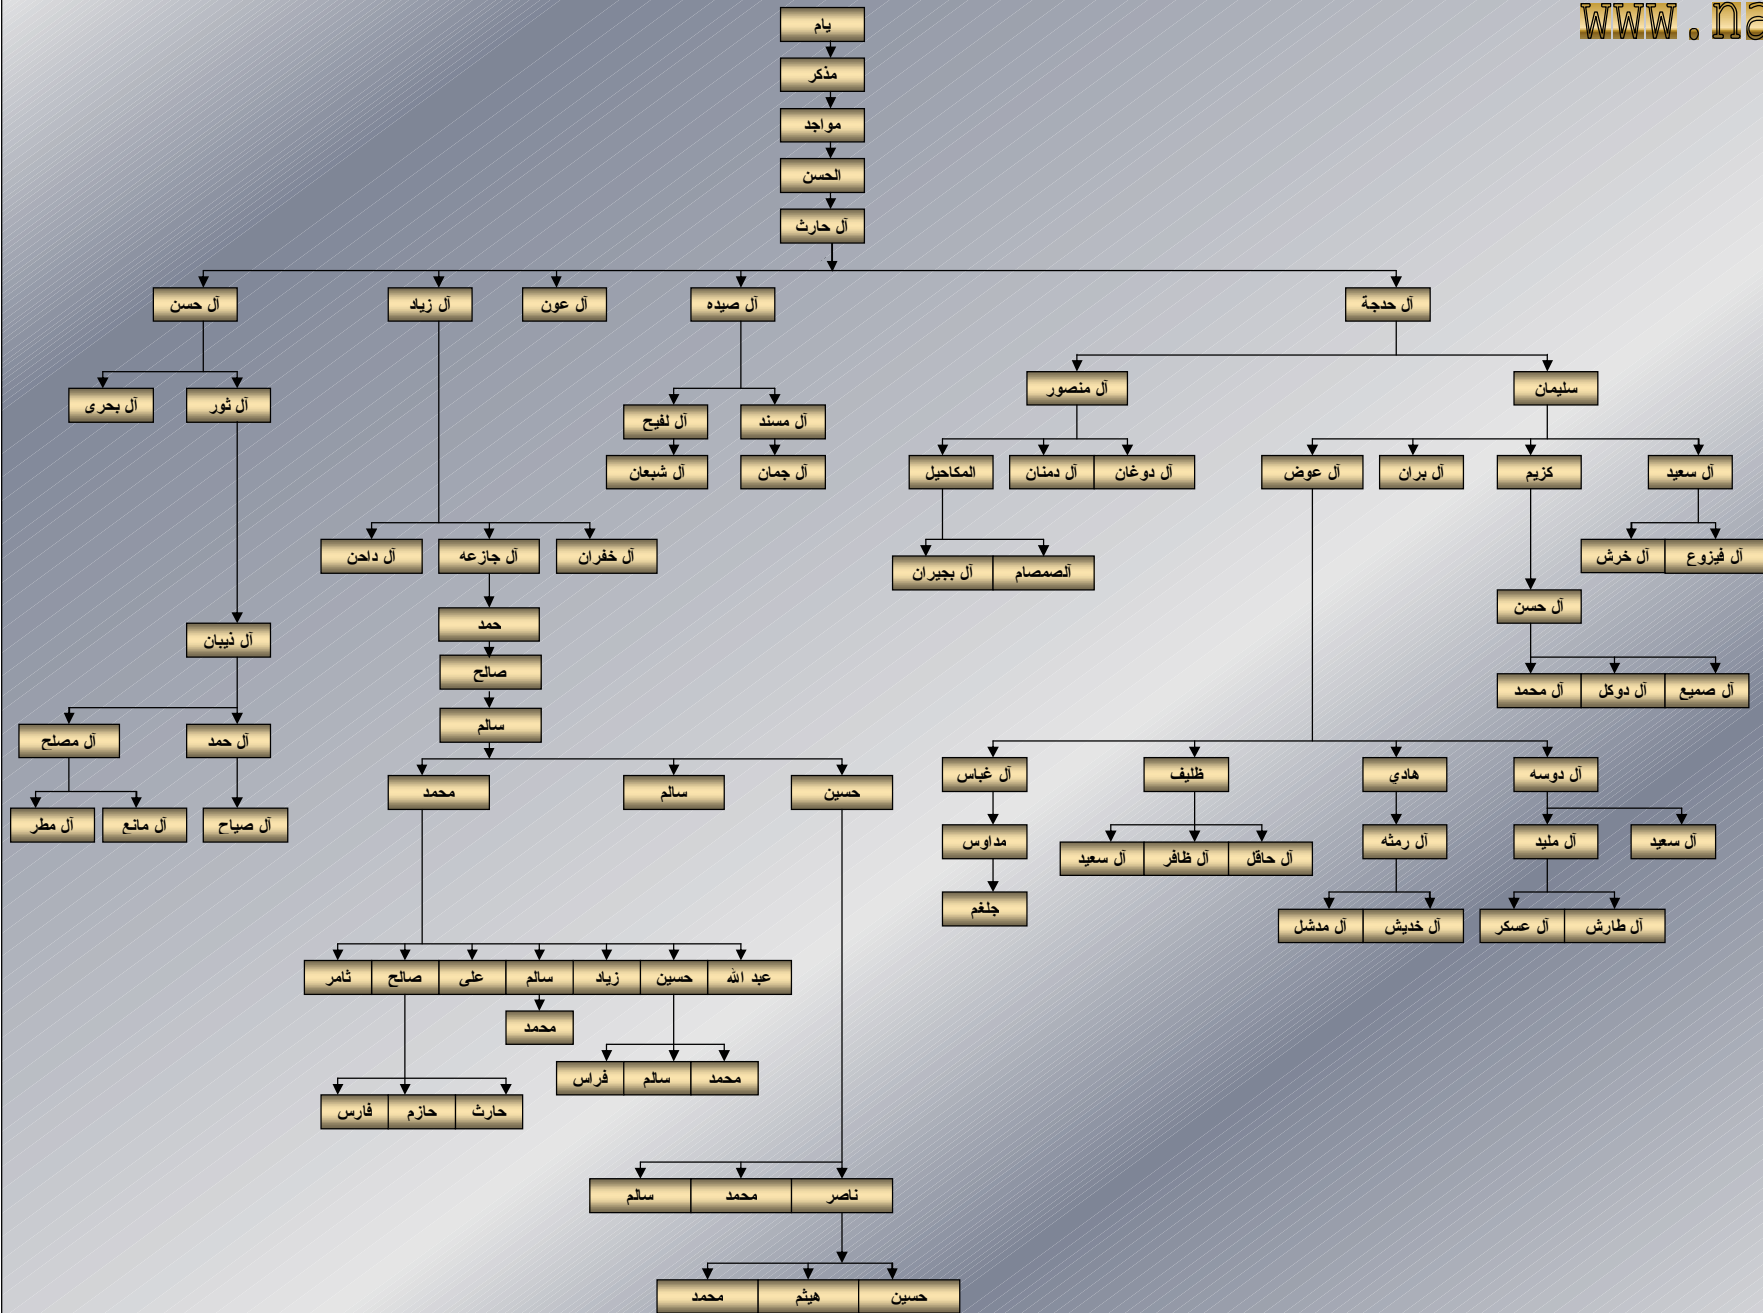 www.na
يام
مذكر
مواجد
الحسن
آل حارث
آل حدجة
آل صيده
آل عون
آل زياد
آل حسن
سليمان
آل منصور
آل مسند
آل لفيح
آل ثور
آل بحرى
آل سعيد
كزيم
آل بران
آل عوض
آل دوغان
آل دمنان
المكاحيل
آل جمان
آل شبعان
آل فيزوع
آل خرش
آلصمصام
آل بجيران
آل خفران
آل جازعه
آل داحن
آل حسن
حمد
آل ذيبان
آل صميع
آل دوكل
آل محمد
صالح
سالم
آل حمد
آل مصلح
آل دوسه
هادي
ظليف
آل غباس
حسين
سالم
محمد
آل صياح
آل مانع
آل مطر
آل سعيد
آل مليد
آل رمثه
آل حاقل
آل ظافر
آل سعيد
مداوس
جلغم
آل طارش
آل عسكر
آل خديش
آل مدشل
عبد الله
حسين
زياد
سالم
على
صالح
ثامر
محمد
محمد
سالم
فراس
حارث
حازم
فارس
ناصر
محمد
سالم
حسين
هيثم
محمد